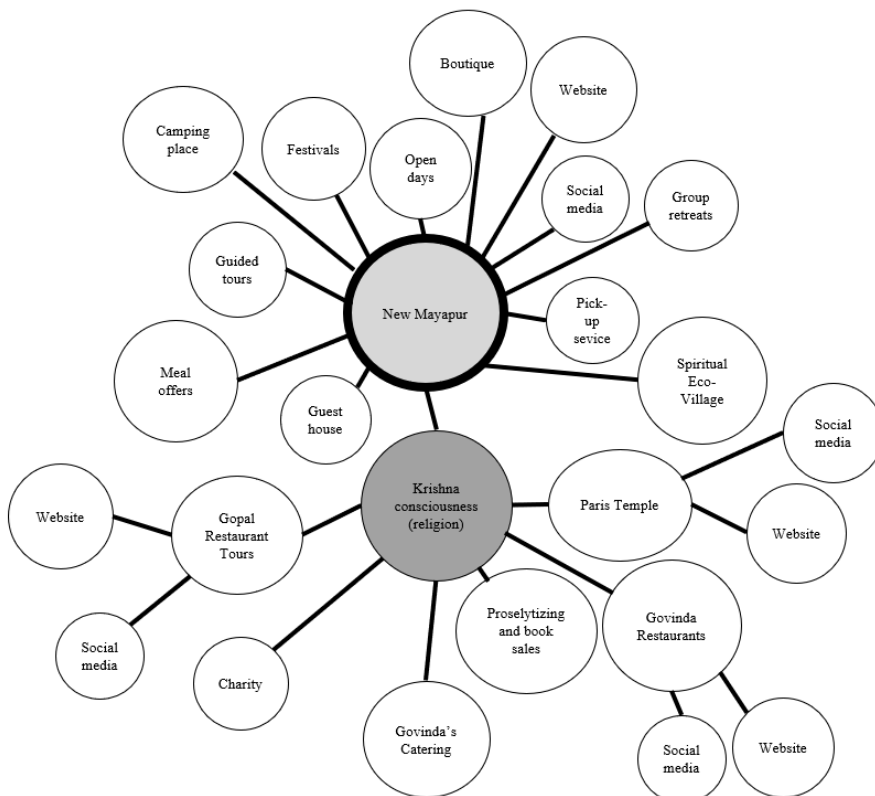 Boutique
Website
Camping
place
Festivals
Open
days
Social
media
Group
retreats
Guided
tours
New Mayapur
Pick-
up sevice
Meal
offers
Guest
house
Spiritual
Eco-
Village
Social
media
Krishna
consciousness
(religion)
Paris Temple
Website
Gopal
Restaurant
Tours
Website
Social
media
Charity
Proselytizing
and book
sales
Govinda
Restaurants
Govinda's
Catering
Social
media
Website